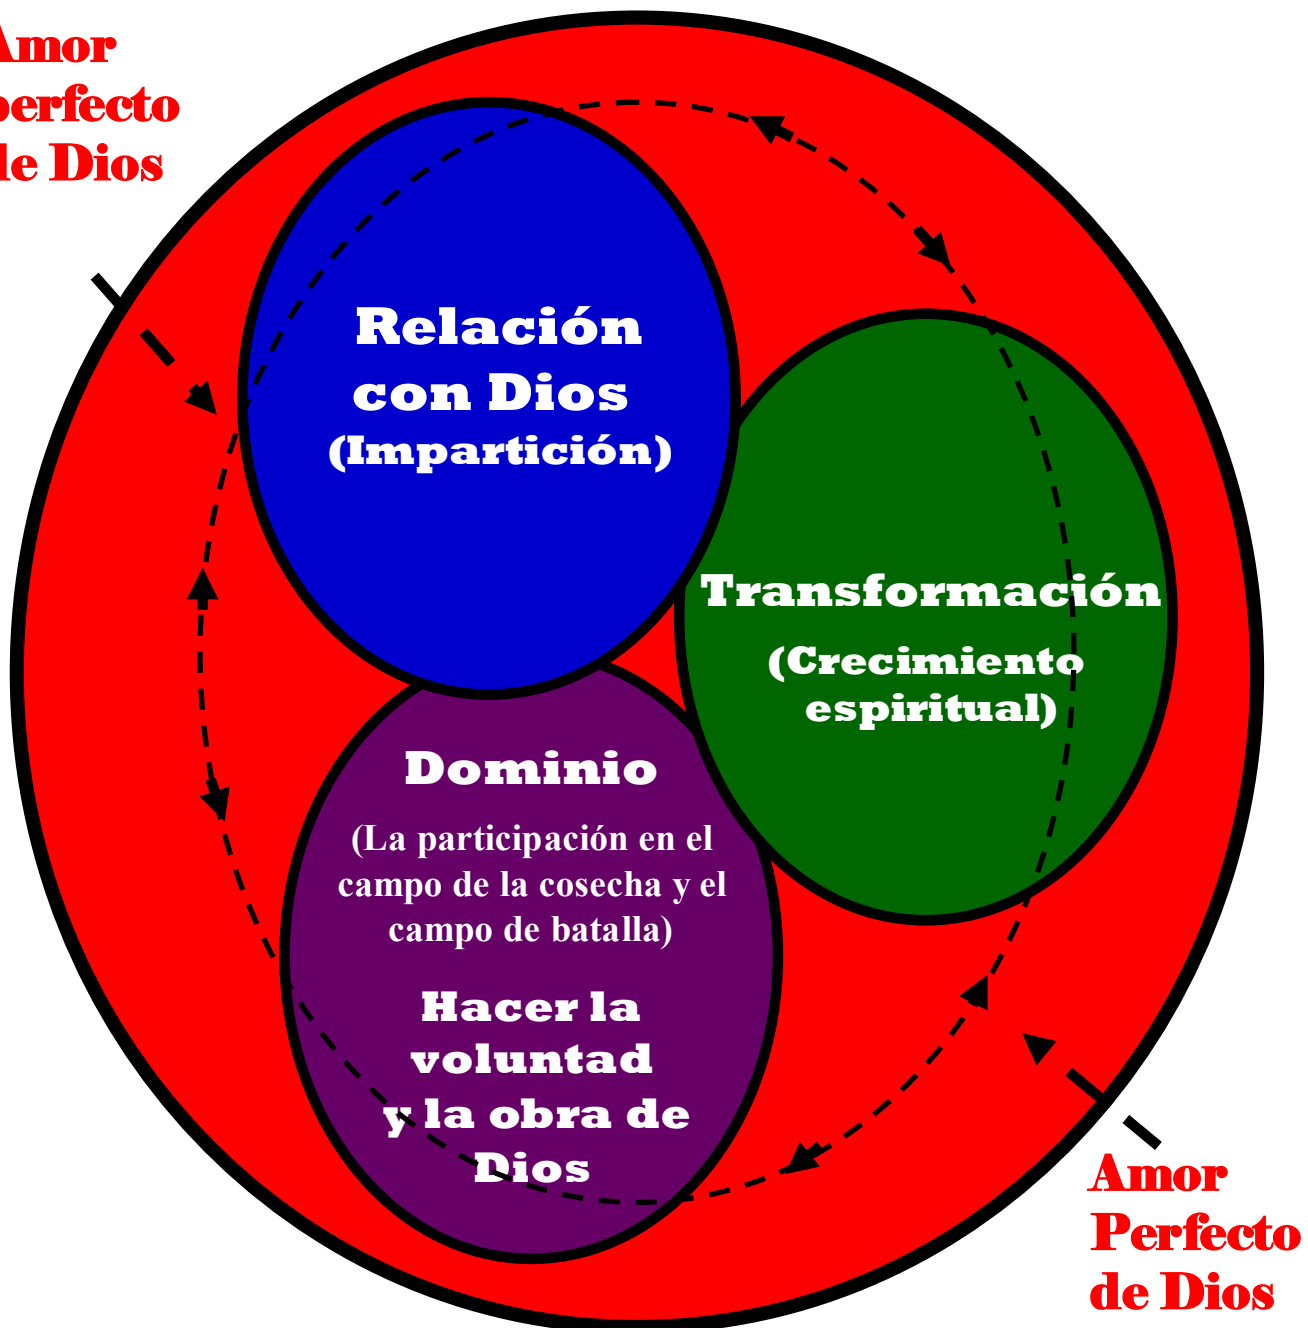 Amor
perfecto
de Dios
Relación
con Dios
(Impartición)
Transformación
(Crecimiento
espiritual)
Dominio
(La participación en el
campo de la cosecha y el
campo de batalla)
Hacer la
voluntad
y la obra de
Dios
Amor
Perfecto
de Dios